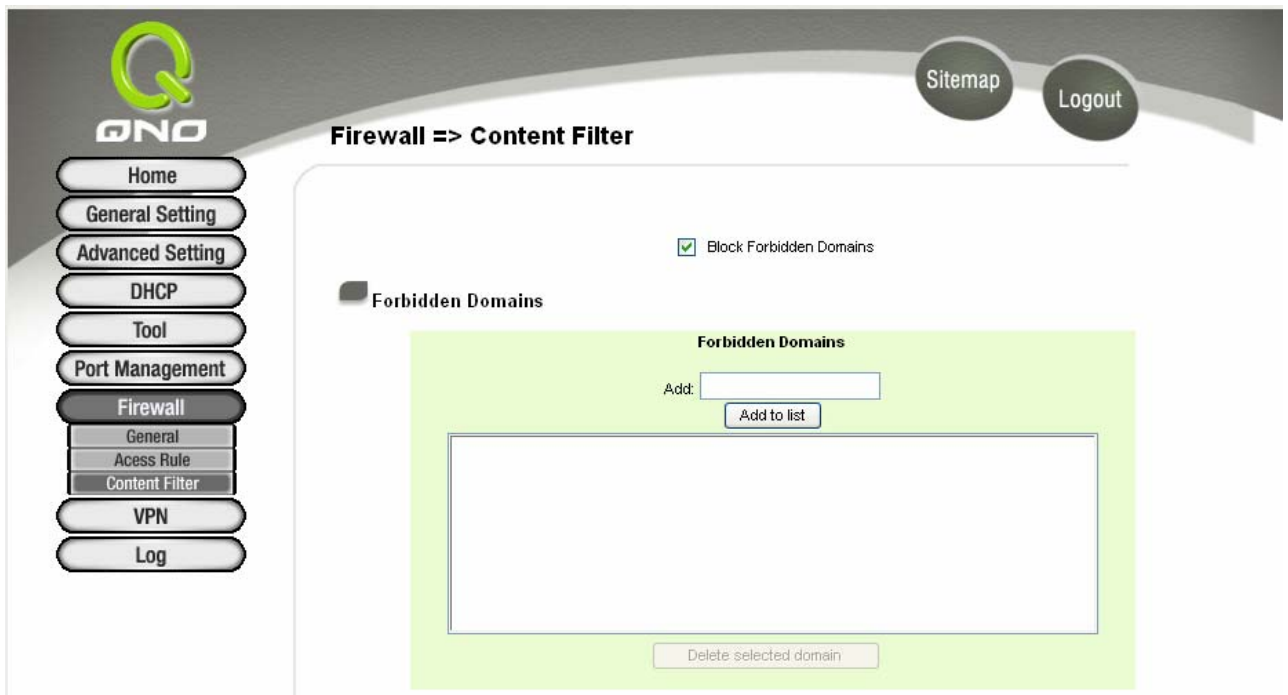 QNO
Sitemap
Logout
Firewall => Content Filter
Home
General Setting
Advanced Setting
DHCP
Tool
Port Management
Firewall
General
Acess Rule
Content Filter
VPN
Log
Block Forbidden Domains
Forbidden Domains
Forbidden Domains
Add:
Add to list
Delete selected domain